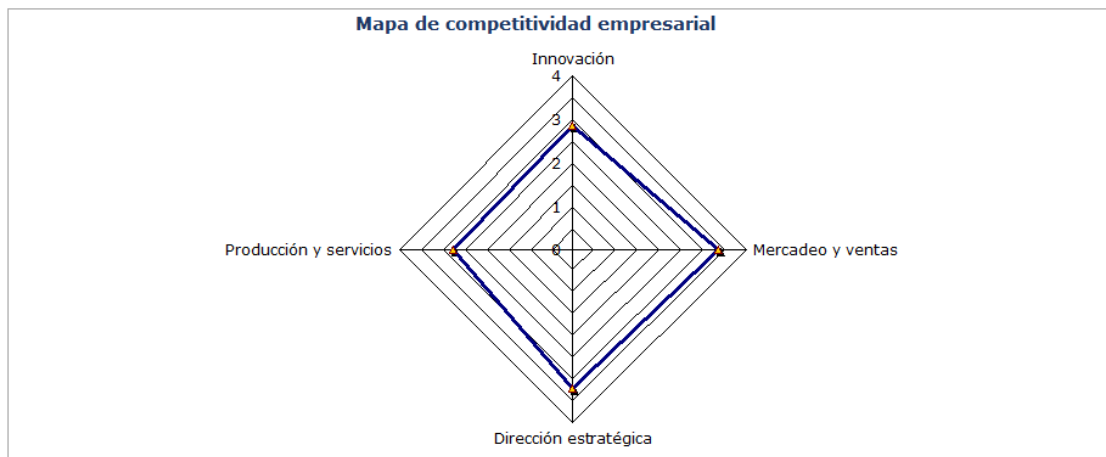 Mapa de competitividad empresarial
Innovación
4
3
2
1
Producción y servicios
0
Mercadeo y ventas
Dirección estratégica